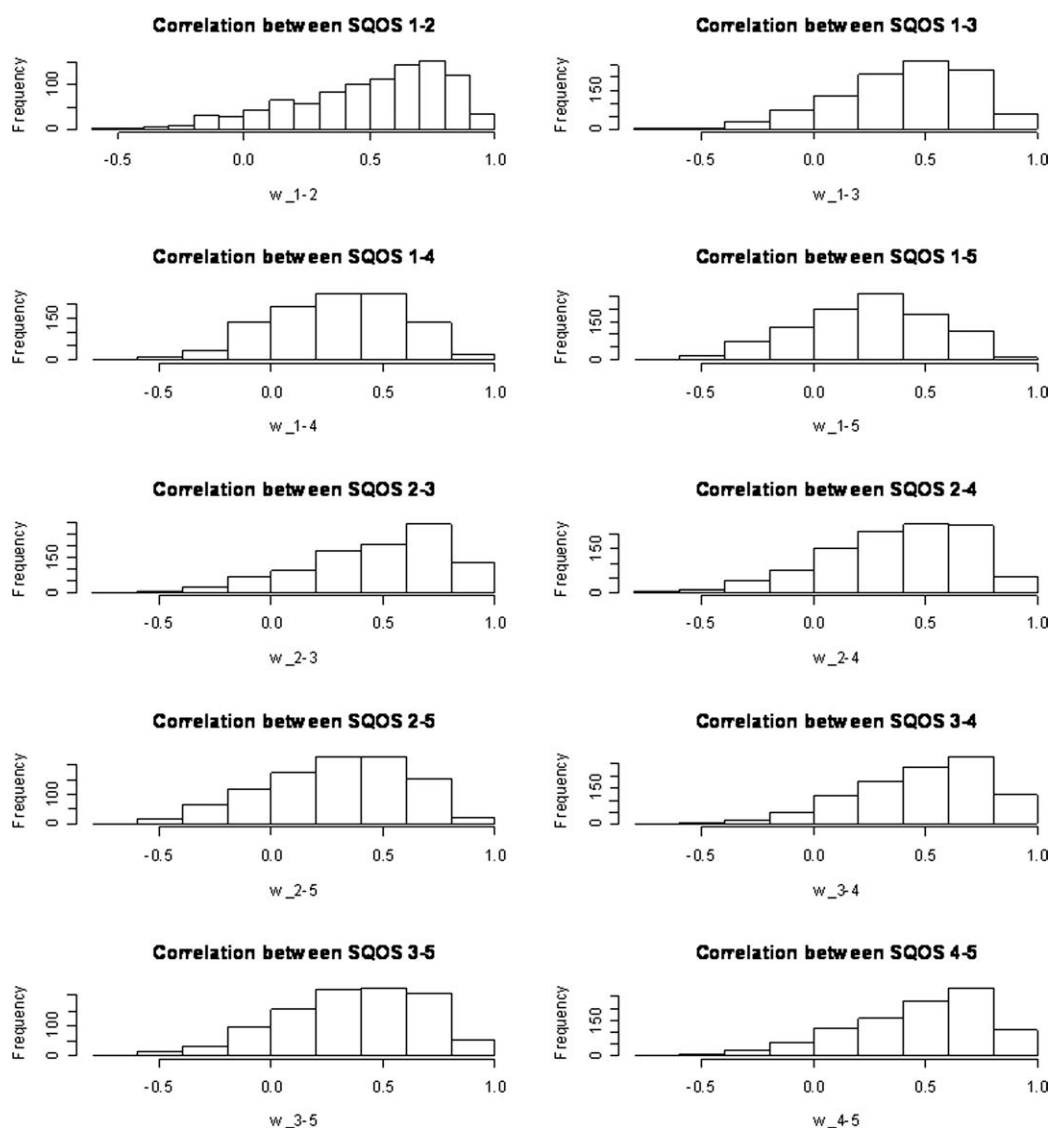 Correlation between SQOS 1-2
Frequency
0 100
-0.5 0.0 0.5 1.0
w_1-2
Correlation between SQOS 1-3
Frequency
0 150
-0.5 0.0 0.5 1.0
w_1-3
Correlation between SQOS 1-4
Frequency
0 150
-0.5 0.0 0.5 1.0
w_1-4
Correlation between SQOS 1-5
Frequency
0 150
-0.5 0.0 0.5 1.0
w_1-5
Correlation between SQOS 2-3
Frequency
0 150
-0.5 0.0 0.5 1.0
w_2-3
Correlation between SQOS 2-4
Frequency
0 150
-0.5 0.0 0.5 1.0
w_2-4
Correlation between SQOS 2-5
Frequency
0 100
-0.5 0.0 0.5 1.0
w_2-5
Correlation between SQOS 3-4
Frequency
0 150
-0.5 0.0 0.5 1.0
w_3-4
Correlation between SQOS 3-5
Frequency
0 100
-0.5 0.0 0.5 1.0
w_3-5
Correlation between SQOS 4-5
Frequency
0 150
-0.5 0.0 0.5 1.0
w_4-5